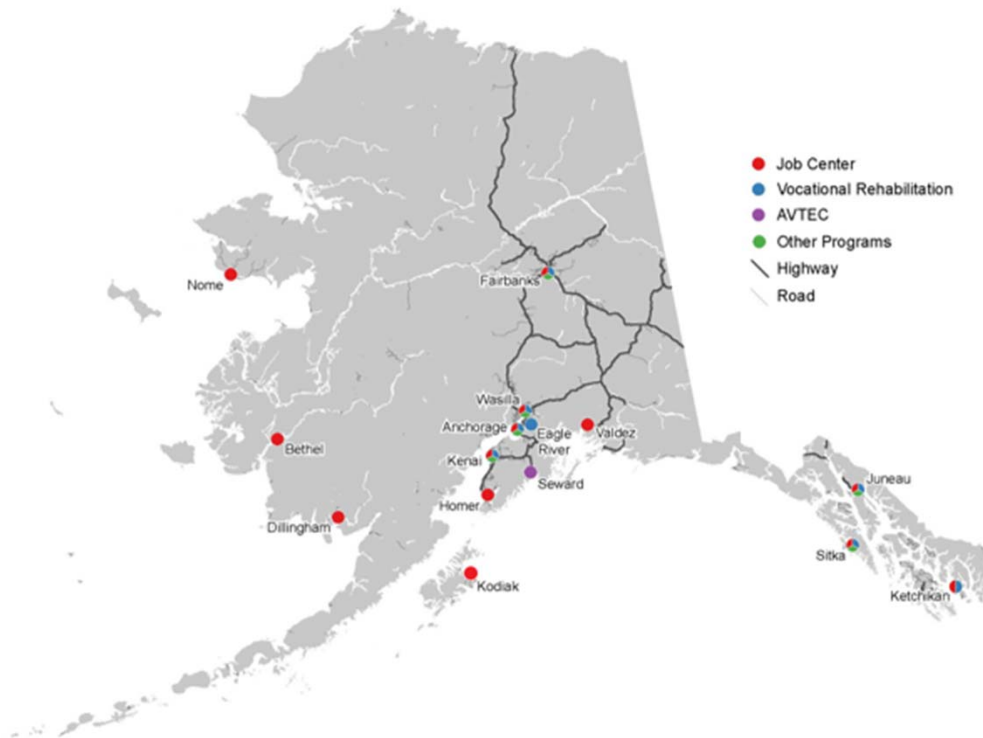 Job Center
Vocational Rehabilitation
AVTEC
Other Programs
Highway
Road
Nome
Fairbanks
Wasilla
Anchorage
Eagle
River
Valdez
Bethel
Kenai
Seward
Juneau
Homer
Dillingham
Sitka
Kodiak
Ketchikan